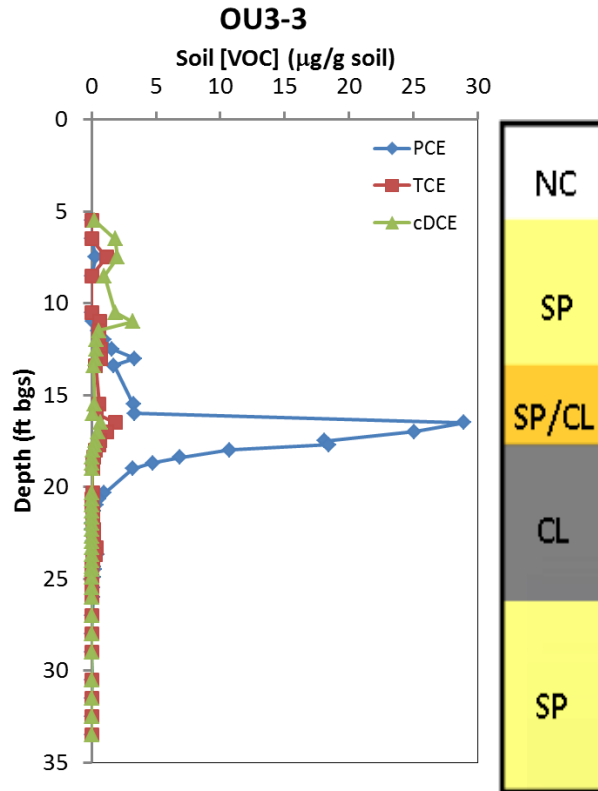 OU3-3
Soil [VOC] (µg/g soil)
0 5 10 15 20 25 30
0
5
10
15
20
25
30
35
Depth (ft bgs)
PCE
TCE
cDCE
NC
SP
SP/CL
CL
SP